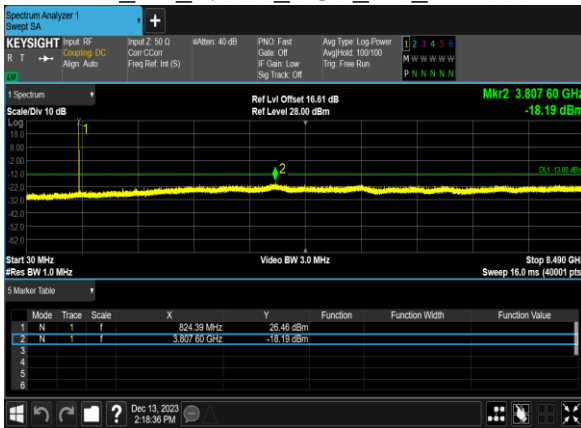 Spectrum Analyzer 1
Swept SA
KEYSIGHT Input: RF Input Z: 50 Ω #Atten: 40 dB PNO: Fast Avg Type: Log-Power 1 2 3 4 5 6
R T Coupling: DC Corr CCorr Gate: Off Avg|Hold: 100/100 M W W W W W
Align: Auto Freq Ref: Int (S) IF Gain: Low Trig: Free Run
LV Sig Track: Off P N N N N N
1 Spectrum Ref Lvl Offset 16.61 dB Mkr2 3.807 60 GHz
Scale/Div 10 dB Ref Level 28.00 dBm -18.19 dBm
Log
18.0
1
8.00
-2.00
2
-12.0 DL1 -13.00 dBm
-22.0
-32.0
-42.0
-52.0
-62.0
Start 30 MHz Video BW 3.0 MHz Stop 8.490 GHz
#Res BW 1.0 MHz Sweep 16.0 ms (40001 pts
5 Marker Table
Mode Trace Scale X Y Function Function Width Function Value
1 N 1 f 824.39 MHz 26.46 dBm
2 N 1 f 3.807 60 GHz -18.19 dBm
3
4
5
6
? Dec 13, 2023
2:18:36 PM